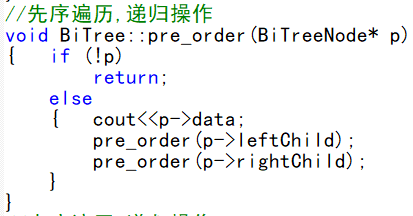 //先序遍历,递归操作
void BiTree::pre_order(BiTreeNode* p)
{   if (!p)
        return;
    else
    {   cout<<p->data;
        pre_order(p->leftChild);
        pre_order(p->rightChild);
    }
}